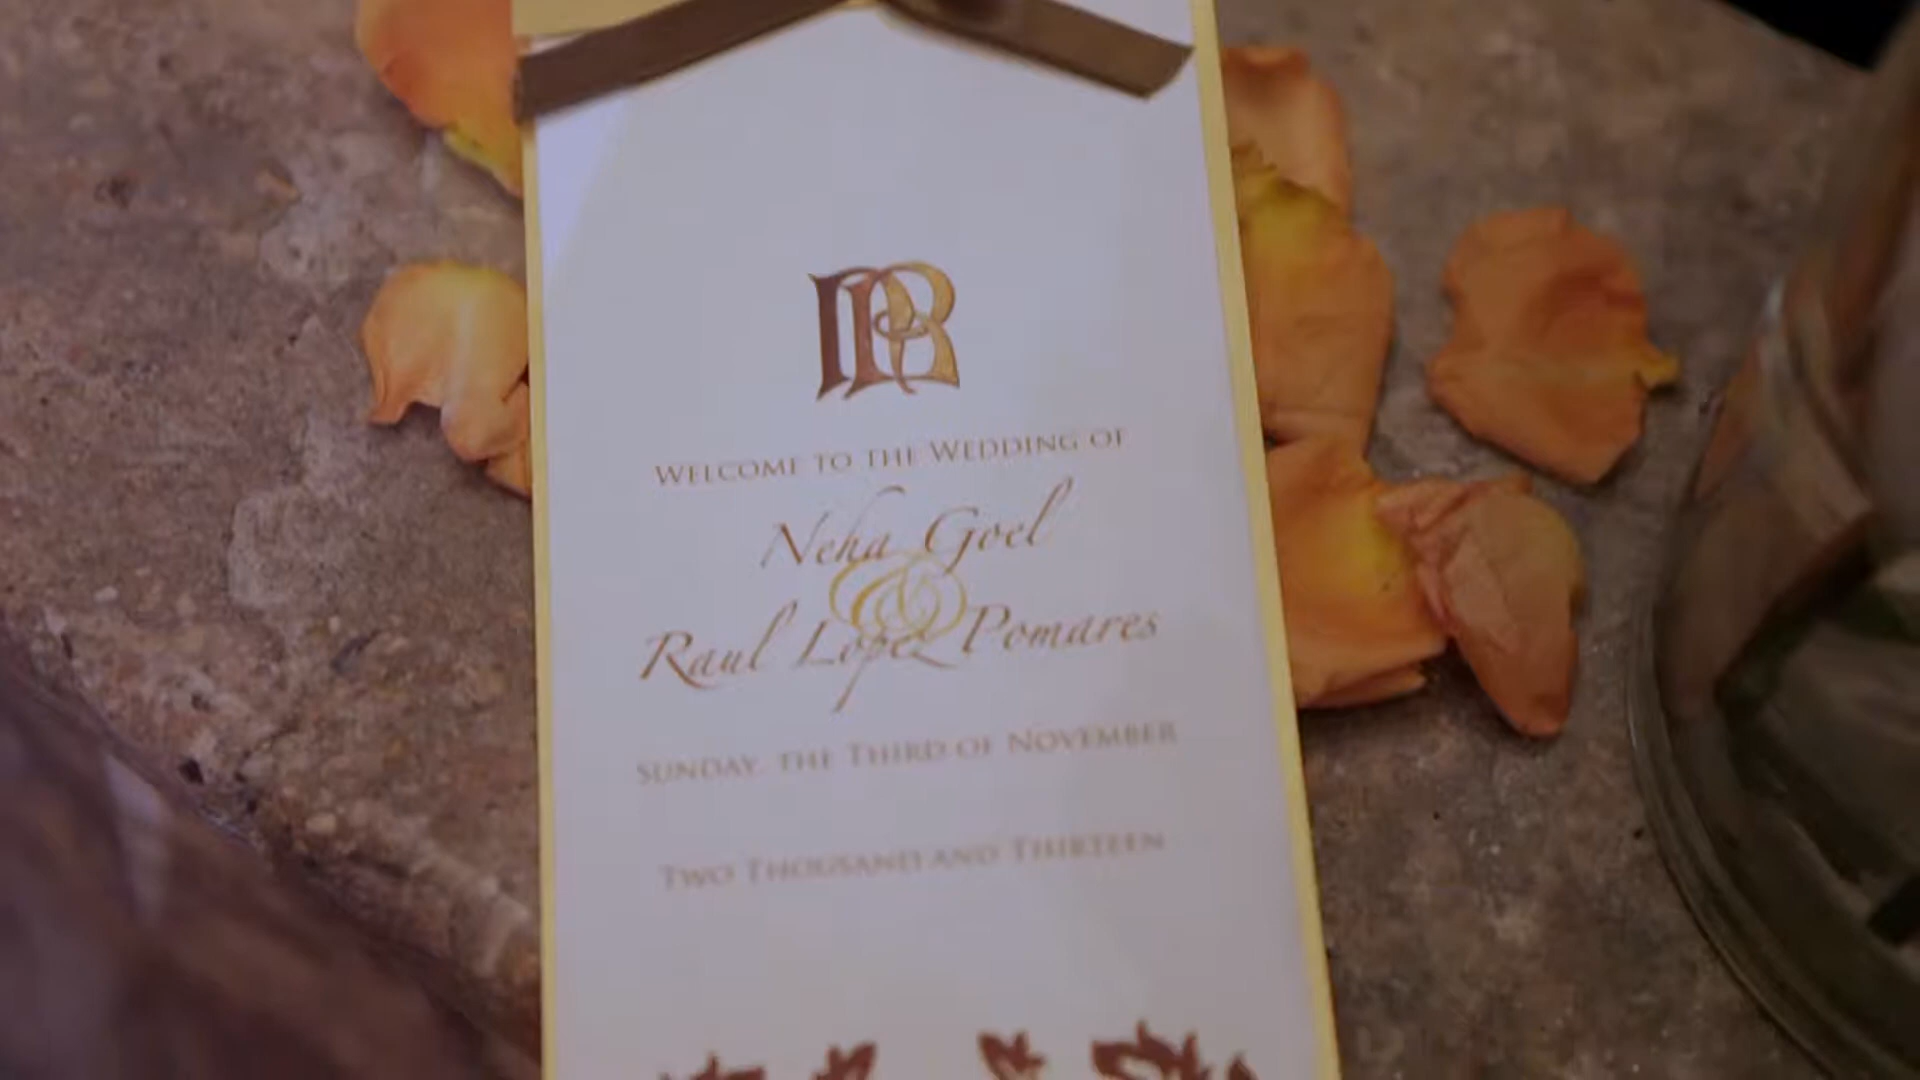 WELCOME TO THE WEDDING OF
Neha Goel
&
Raul Lopez Pomares
SUNDAY, THE THIRD OF NOVEMBER
TWO THOUSAND AND THIRTEEN